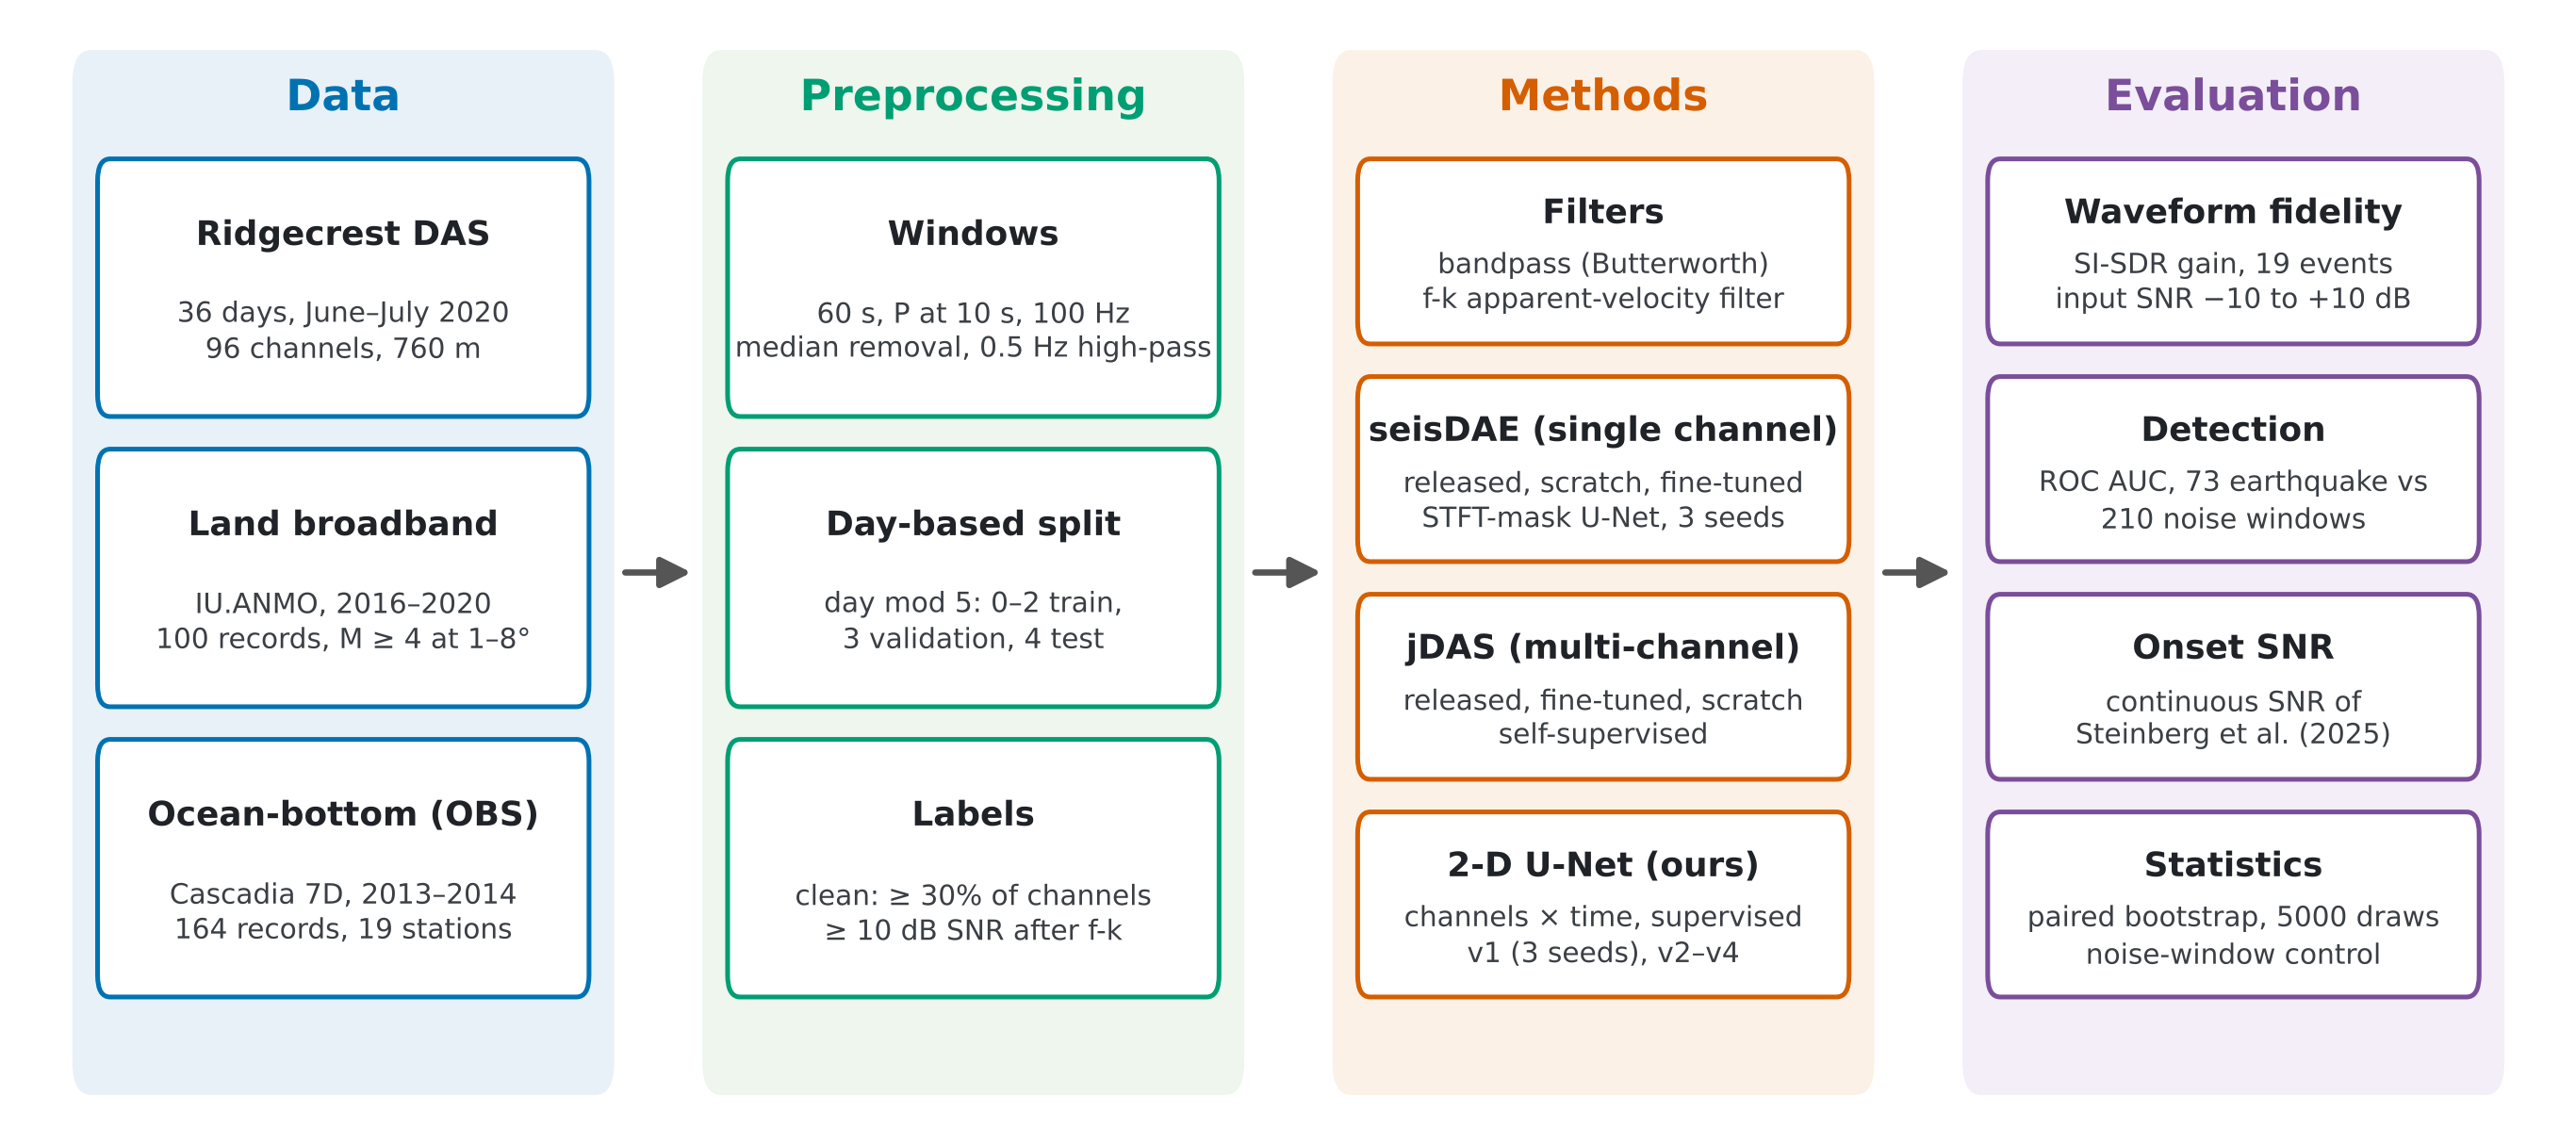 Data
Ridgecrest DAS
36 days, June–July 2020
96 channels, 760 m
Land broadband
IU.ANMO, 2016–2020
100 records, M ≥ 4 at 1–8°
Ocean-bottom (OBS)
Cascadia 7D, 2013–2014
164 records, 19 stations
Preprocessing
Windows
60 s, P at 10 s, 100 Hz
median removal, 0.5 Hz high-pass
Day-based split
day mod 5: 0–2 train,
3 validation, 4 test
Labels
clean: ≥ 30% of channels
≥ 10 dB SNR after f-k
Methods
Filters
bandpass (Butterworth)
f-k apparent-velocity filter
seisDAE (single channel)
released, scratch, fine-tuned
STFT-mask U-Net, 3 seeds
jDAS (multi-channel)
released, fine-tuned, scratch
self-supervised
2-D U-Net (ours)
channels × time, supervised
v1 (3 seeds), v2–v4
Evaluation
Waveform fidelity
SI-SDR gain, 19 events
input SNR −10 to +10 dB
Detection
ROC AUC, 73 earthquake vs
210 noise windows
Onset SNR
continuous SNR of
Steinberg et al. (2025)
Statistics
paired bootstrap, 5000 draws
noise-window control